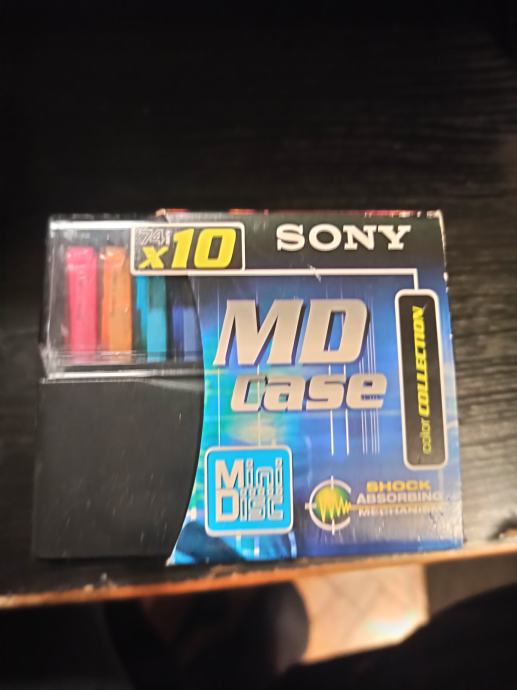 74
x10
SONY
MD
case
color COLLECTION
Mini
Disc
SHOCK
ABSORBING
MECHANISM